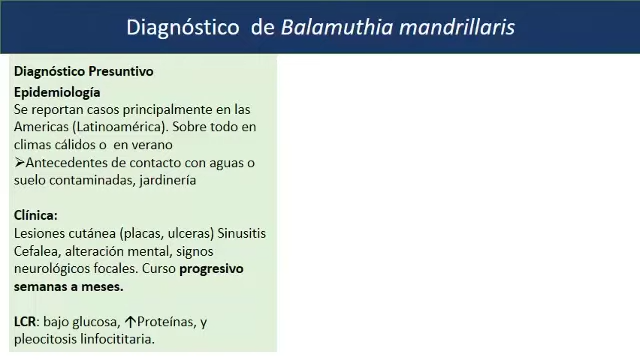 Diagnóstico de Balamuthia mandrillaris
Diagnóstico Presuntivo
Epidemiología
Se reportan casos principalmente en las
Americas (Latinoamérica). Sobre todo en
climas cálidos o en verano
➢Antecedentes de contacto con aguas o
suelo contaminadas, jardinería
Clínica:
Lesiones cutánea (placas, ulceras) Sinusitis
Cefalea, alteración mental, signos
neurológicos focales. Curso progresivo
semanas a meses.
LCR: bajo glucosa, ↑Proteínas, y
pleocitosis linfocititaria.